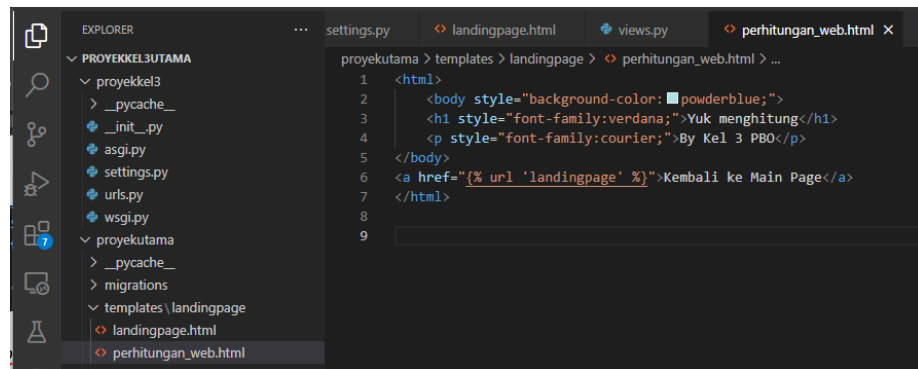 EXPLORER ...
PROYEKKEL3UTAMA
proyekkel3
__pycache__
__init__.py
asgi.py
settings.py
urls.py
wsgi.py
proyekutama
__pycache__
migrations
templates\landingpage
landingpage.html
perhitungan_web.html
7
settings.py landingpage.html views.py perhitungan_web.html
proyekutama > templates > landingpage > perhitungan_web.html > ...
1 <html>
2 <body style="background-color:powderblue;">
3 <h1 style="font-family:verdana;">Yuk menghitung</h1>
4 <p style="font-family:courier;">By Kel 3 PBO</p>
5 </body>
6 <a href="{% url 'landingpage' %}">Kembali ke Main Page</a>
7 </html>
8
9